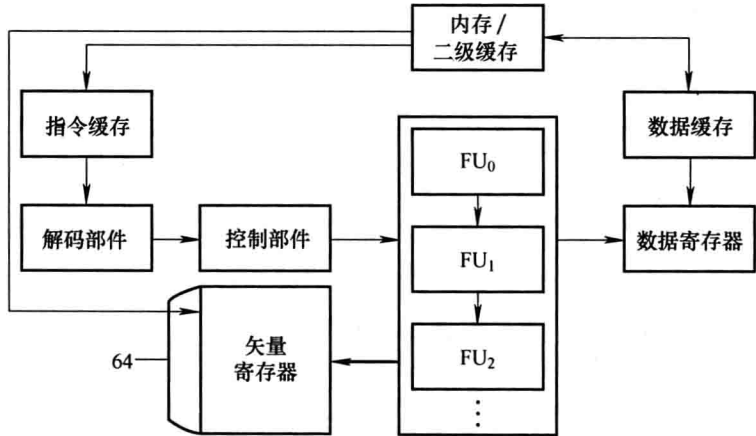 内存/
二级缓存
指令缓存
数据缓存
FU₀
解码部件
控制部件
FU₁
数据寄存器
矢量
寄存器
64
FU₂
⋮